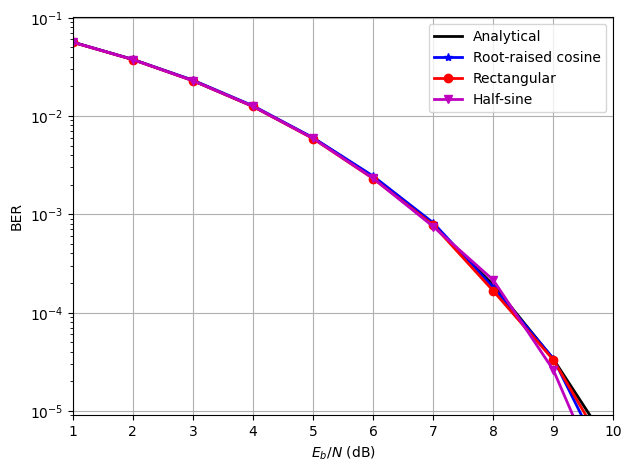 10⁻¹
10⁻²
10⁻³
10⁻⁴
10⁻⁵
BER
Analytical
Root-raised cosine
Rectangular
Half-sine
1 2 3 4 5 6 7 8 9 10
E_b/N (dB)